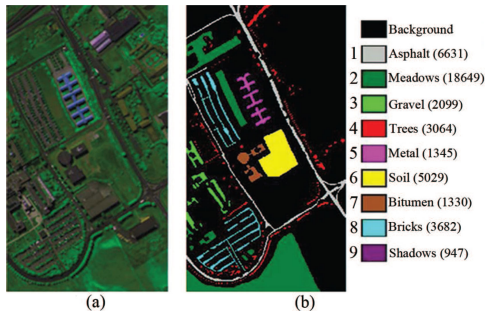 Background
1 Asphalt (6631)
2 Meadows (18649)
3 Gravel (2099)
4 Trees (3064)
5 Metal (1345)
6 Soil (5029)
7 Bitumen (1330)
8 Bricks (3682)
9 Shadows (947)
(a) (b)